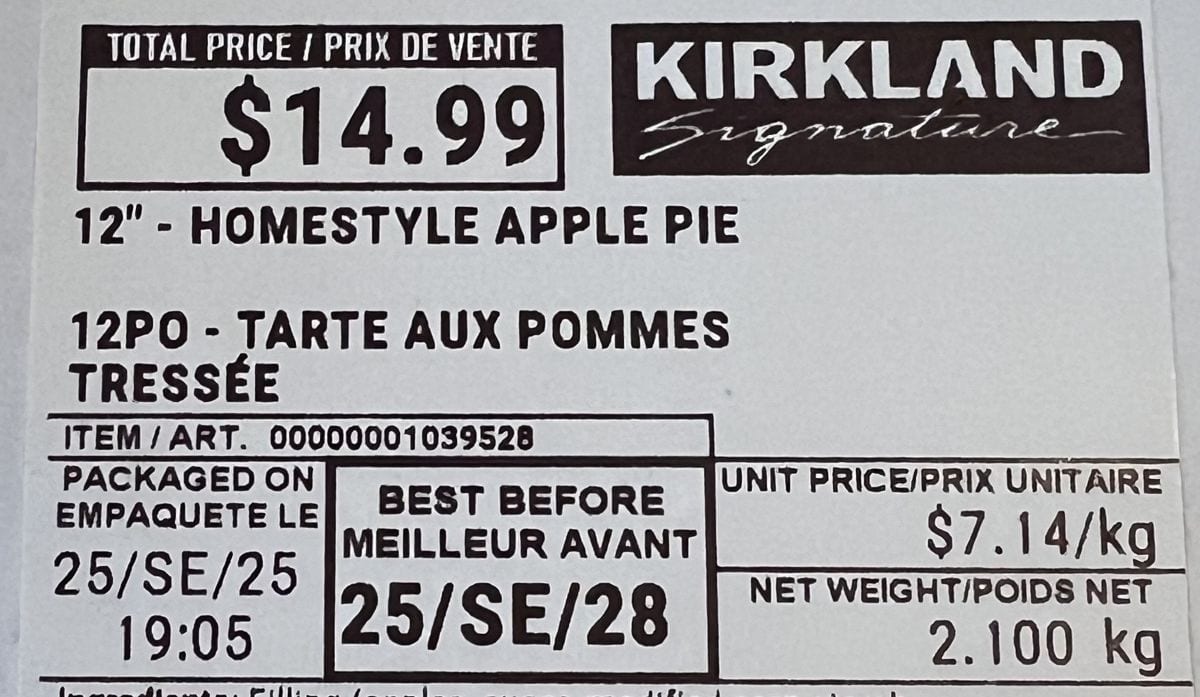 TOTAL PRICE / PRIX DE VENTE
$14.99
KIRKLAND
Signature
12" - HOMESTYLE APPLE PIE
12PO - TARTE AUX POMMES
TRESSÉE
ITEM / ART. 00000001039528
PACKAGED ON
EMPAQUETE LE
25/SE/25
19:05
BEST BEFORE
MEILLEUR AVANT
25/SE/28
UNIT PRICE/PRIX UNITAIRE
$7.14/kg
NET WEIGHT/POIDS NET
2.100 kg